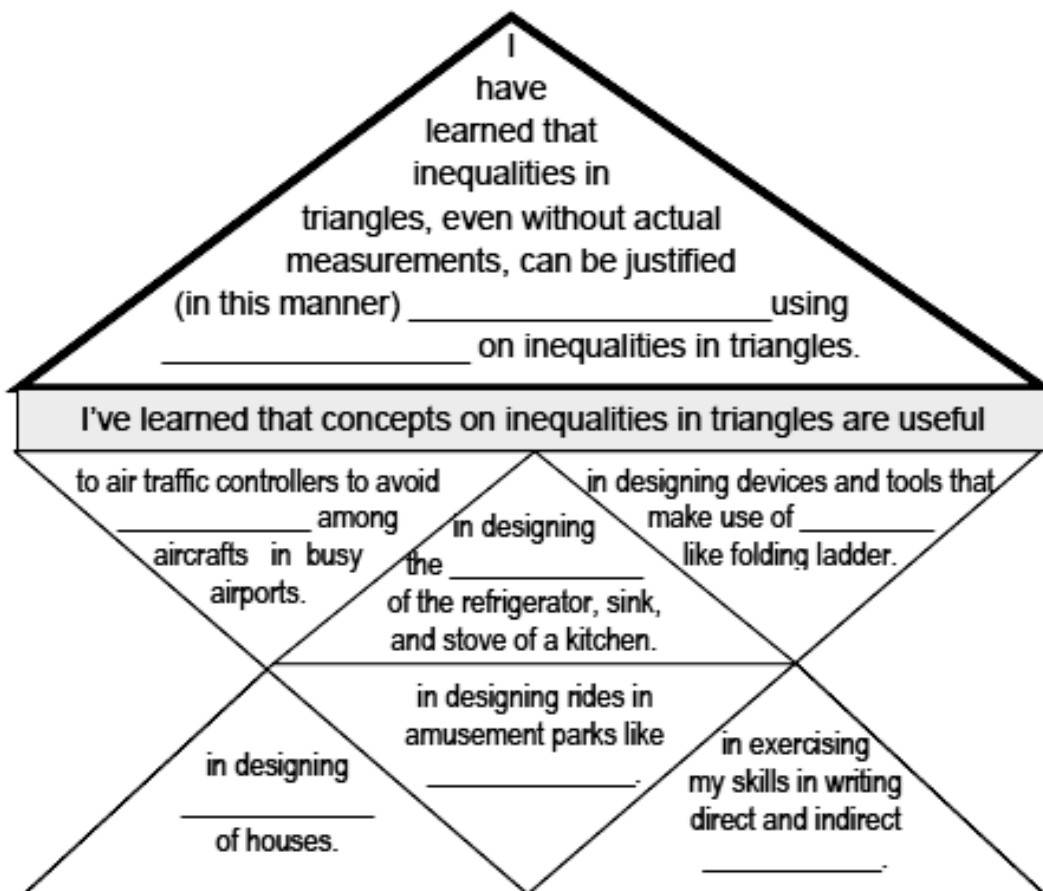 I
have
learned that
inequalities in
triangles, even without actual
measurements, can be justified
(in this manner) ____________________using
_________________ on inequalities in triangles.
I've learned that concepts on inequalities in triangles are useful
to air traffic controllers to avoid
____________ among
aircrafts in busy
airports.
in designing
the ____________
of the refrigerator, sink,
and stove of a kitchen.
in designing devices and tools that
make use of ________
like folding ladder.
in designing
____________
of houses.
in designing rides in
amusement parks like
_____________.
in exercising
my skills in writing
direct and indirect
___________.